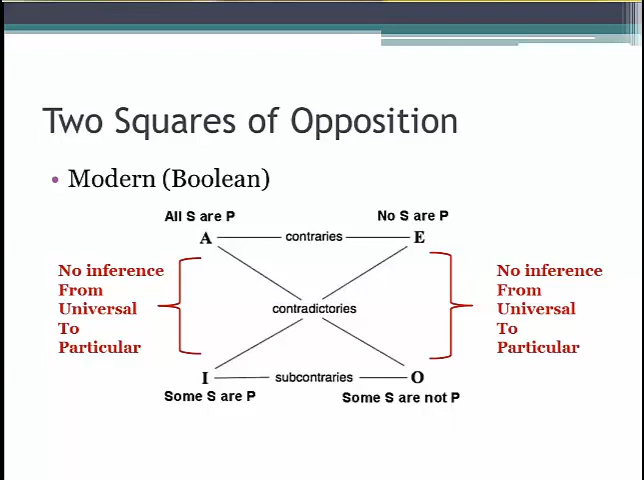 Two Squares of Opposition
• Modern (Boolean)
All S are P
No S are P
A
contraries
E
No inference
From
Universal
To
Particular
contradictories
No inference
From
Universal
To
Particular
I
subcontraries
O
Some S are P
Some S are not P